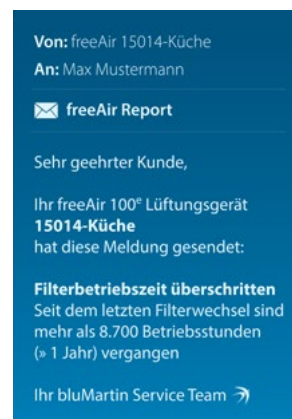 Von: freeAir 15014-Küche
An: Max Mustermann
freeAir Report
Sehr geehrter Kunde,
Ihr freeAir 100e Lüftungsgerät
15014-Küche
hat diese Meldung gesendet:
Filterbetriebszeit überschritten
Seit dem letzten Filterwechsel sind
mehr als 8.700 Betriebsstunden
(» 1 Jahr) vergangen
Ihr bluMartin Service Team